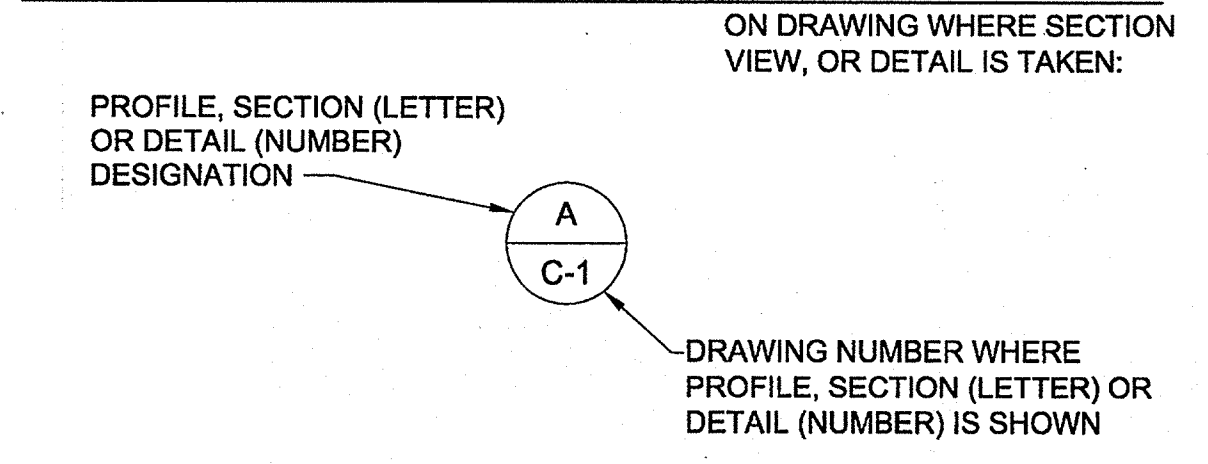 ON DRAWING WHERE SECTION
VIEW, OR DETAIL IS TAKEN:
PROFILE, SECTION (LETTER)
OR DETAIL (NUMBER)
DESIGNATION
A
C-1
DRAWING NUMBER WHERE
PROFILE, SECTION (LETTER) OR
DETAIL (NUMBER) IS SHOWN